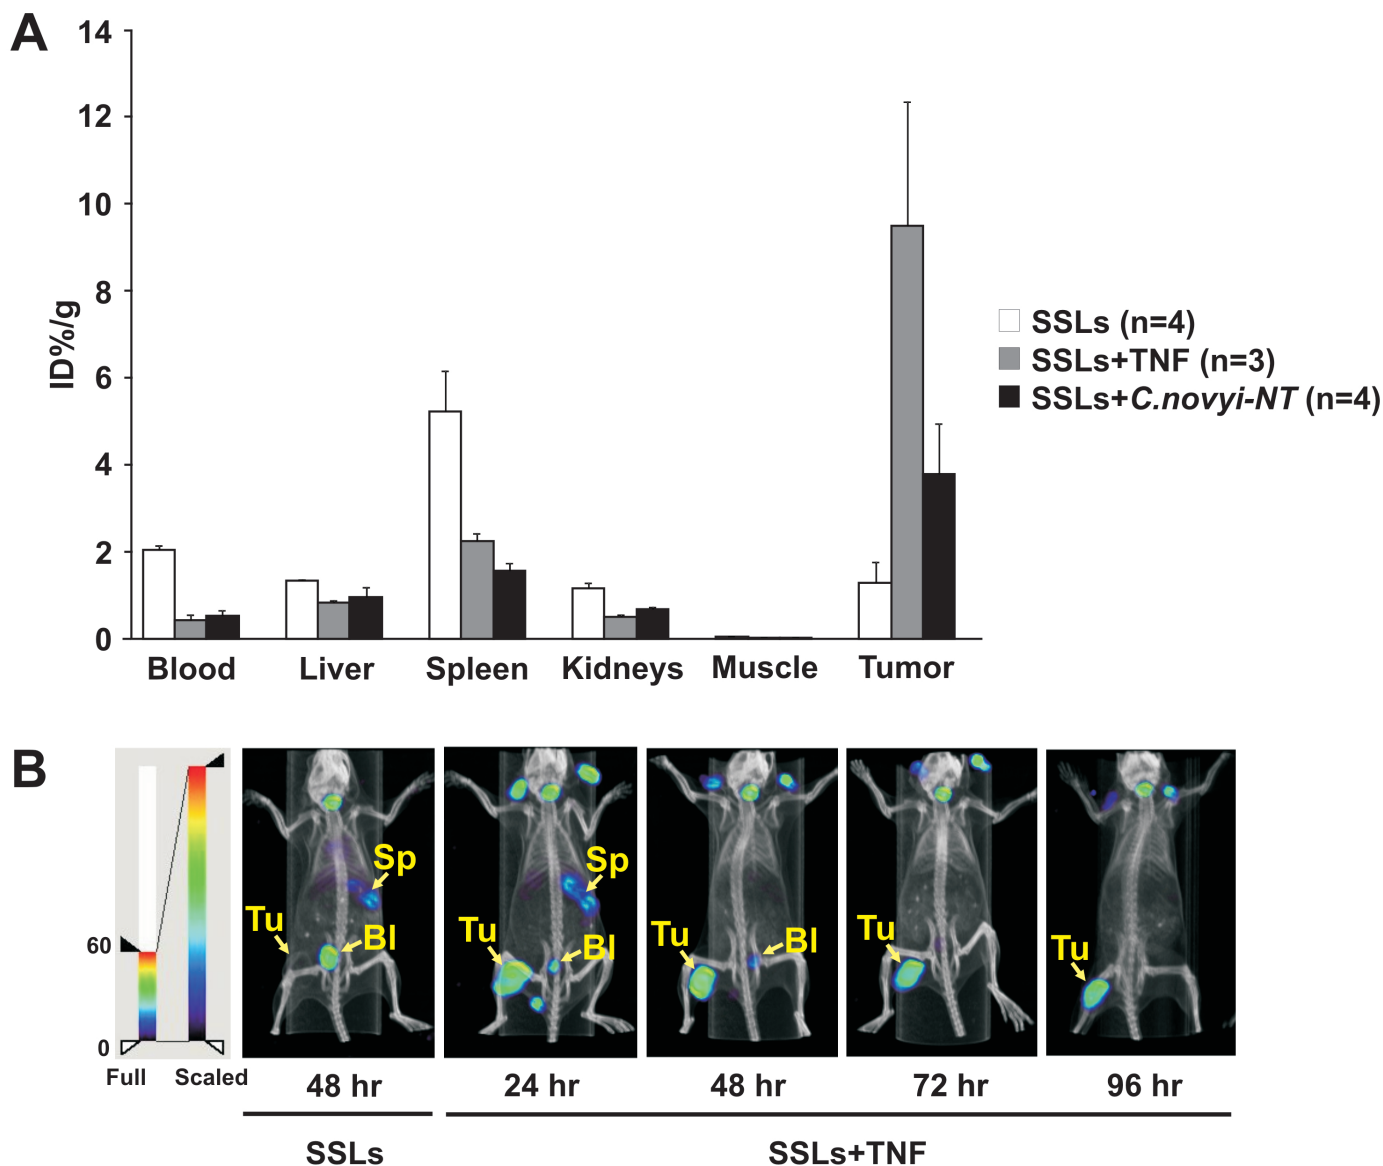 A
14
12
10
8
6
4
2
0
ID%/g
Blood Liver Spleen Kidneys Muscle Tumor
SSLs (n=4)
SSLs+TNF (n=3)
SSLs+C.novyi-NT (n=4)
B
60
0
Full Scaled
Tu Sp Bl
Tu Sp Bl
Tu Bl
Tu
Tu
48 hr 24 hr 48 hr 72 hr 96 hr
SSLs SSLs+TNF